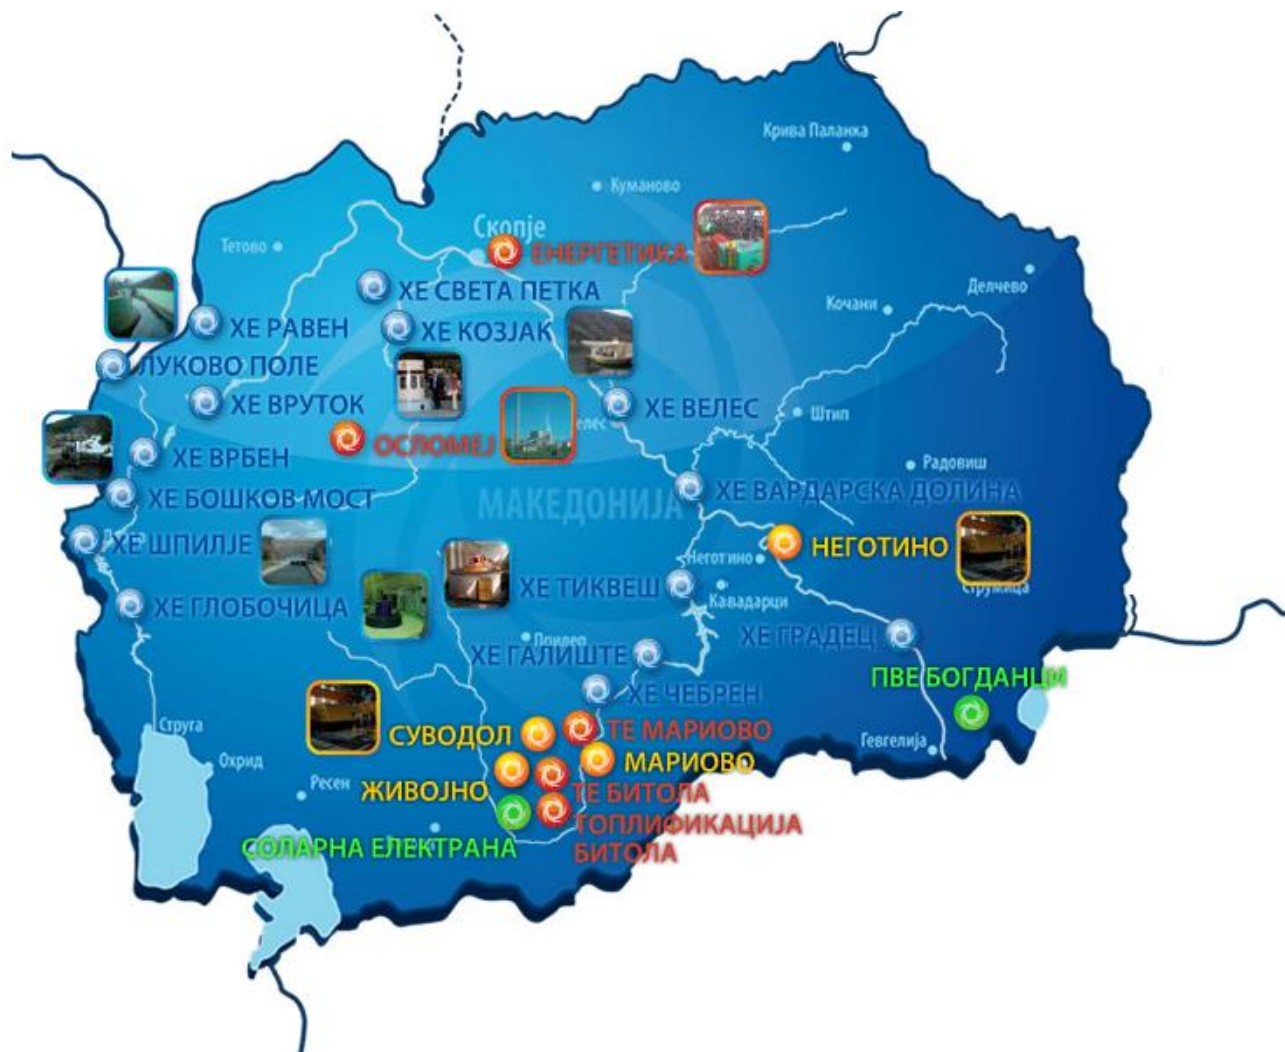 Крива Паланка
Куманово
Скопје
Тетово
ЕНЕРГЕТИКА
Делчево
ХЕ СВЕТА ПЕТКА
Кочани
ХЕ РАВЕН
ХЕ КОЗЈАК
ЛУКОВО ПОЛЕ
ХЕ ВРУТОК
ХЕ ВЕЛЕС
Штип
елес
ОСЛОМЕЈ
ХЕ ВРБЕН
Радовиш
ХЕ БОШКОВ МОСТ
МАКЕДОНИЈА
ХЕ ВАРДАРСКА ДОЛИНА
ХЕ ШПИЛЈЕ
НЕГОТИНО
Неготино
ХЕ ТИКВЕШ
Кавадарци
Струмица
ХЕ ГЛОБОЧИЦА
Прилеп
ХЕ ГРАДЕЦ
ХЕ ГАЛИШТЕ
ПВЕ БОГДАНЦИ
ХЕ ЧЕБРЕН
Струга
СУВОДОЛ
ТЕ МАРИОВО
Гевгелија
Охрид
МАРИОВО
Ресен
ЖИВОЈНО
ТЕ БИТОЛА
ТОПЛИФИКАЦИЈА
БИТОЛА
СОЛАРНА ЕЛЕКТРАНА